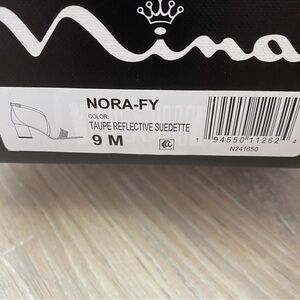 Nina
NORA-FY
COLOR:
TAUPE REFLECTIVE SUEDETTE
9 M
1 94550 11262 4
N241650